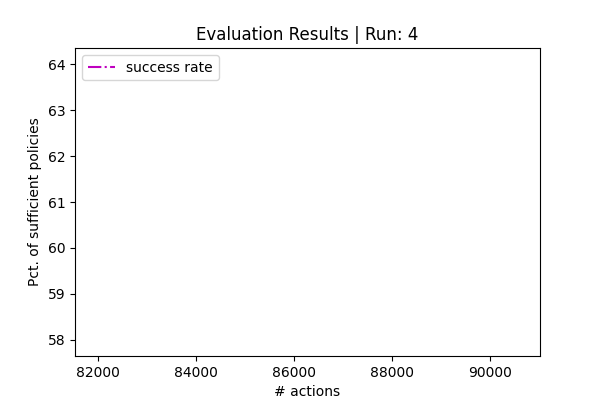 Evaluation Results | Run: 4
success rate
Pct. of sufficient policies
64
63
62
61
60
59
58
82000 84000 86000 88000 90000
# actions